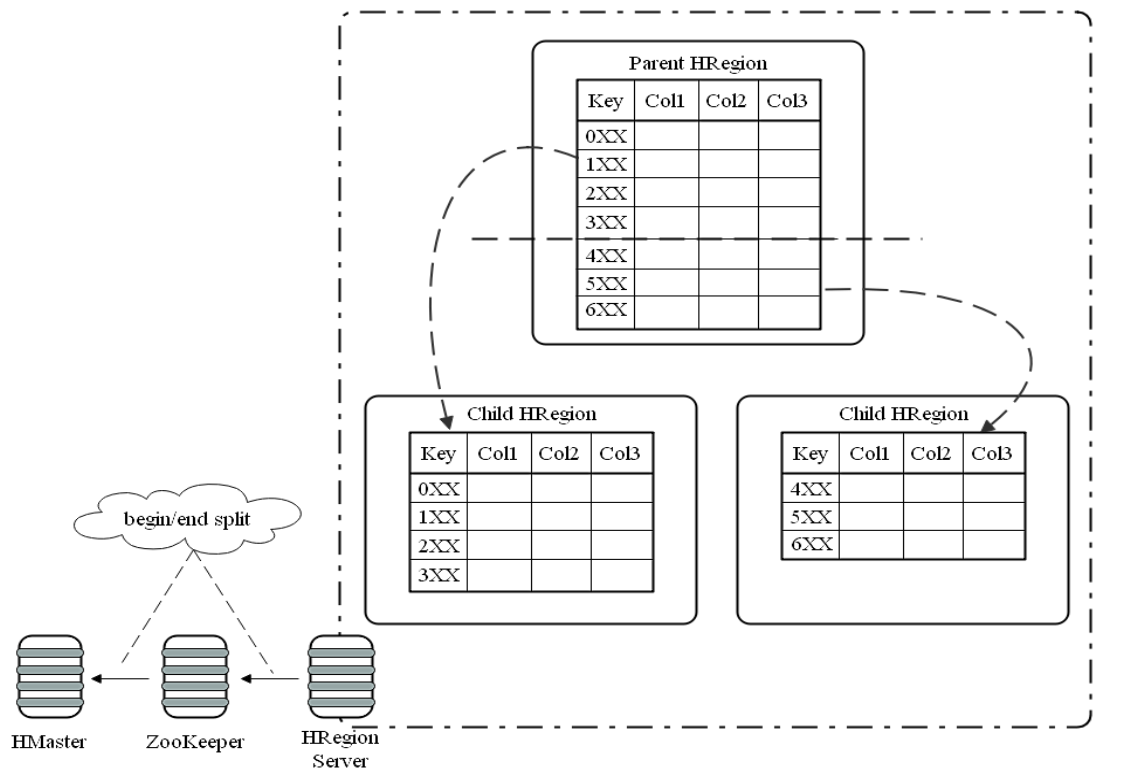 Parent HRegion
Key Col1 Col2 Col3
0XX
1XX
2XX
3XX
4XX
5XX
6XX
Child HRegion
Key Col1 Col2 Col3
0XX
1XX
2XX
3XX
Child HRegion
Key Col1 Col2 Col3
4XX
5XX
6XX
begin/end split
HMaster
ZooKeeper
HRegion
Server